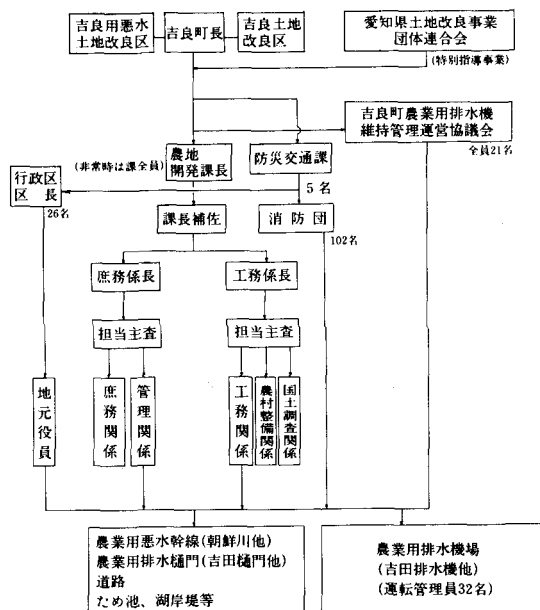 吉良用悪水
土地改良区
吉良町長
吉良土地
改良区
愛知県土地改良事業
団体連合会
(特別指導事業)
吉良町農業用排水機
維持管理運営協議会
全員21名
(非常時は課全員)
農地
開発課長
防災交通課
5名
行政区
区長
26名
課長補佐
消防団
102名
庶務係長
工務係長
担当主査
担当主査
地元役員
庶務関係
管理関係
工務関係
農村整備関係
国土調査関係
農業用悪水幹線(朝鮮川他)
農業用排水樋門(吉田樋門他)
道路
ため池、湖岸堤等
農業用排水機場
(吉田排水機他)
(運転管理員32名)